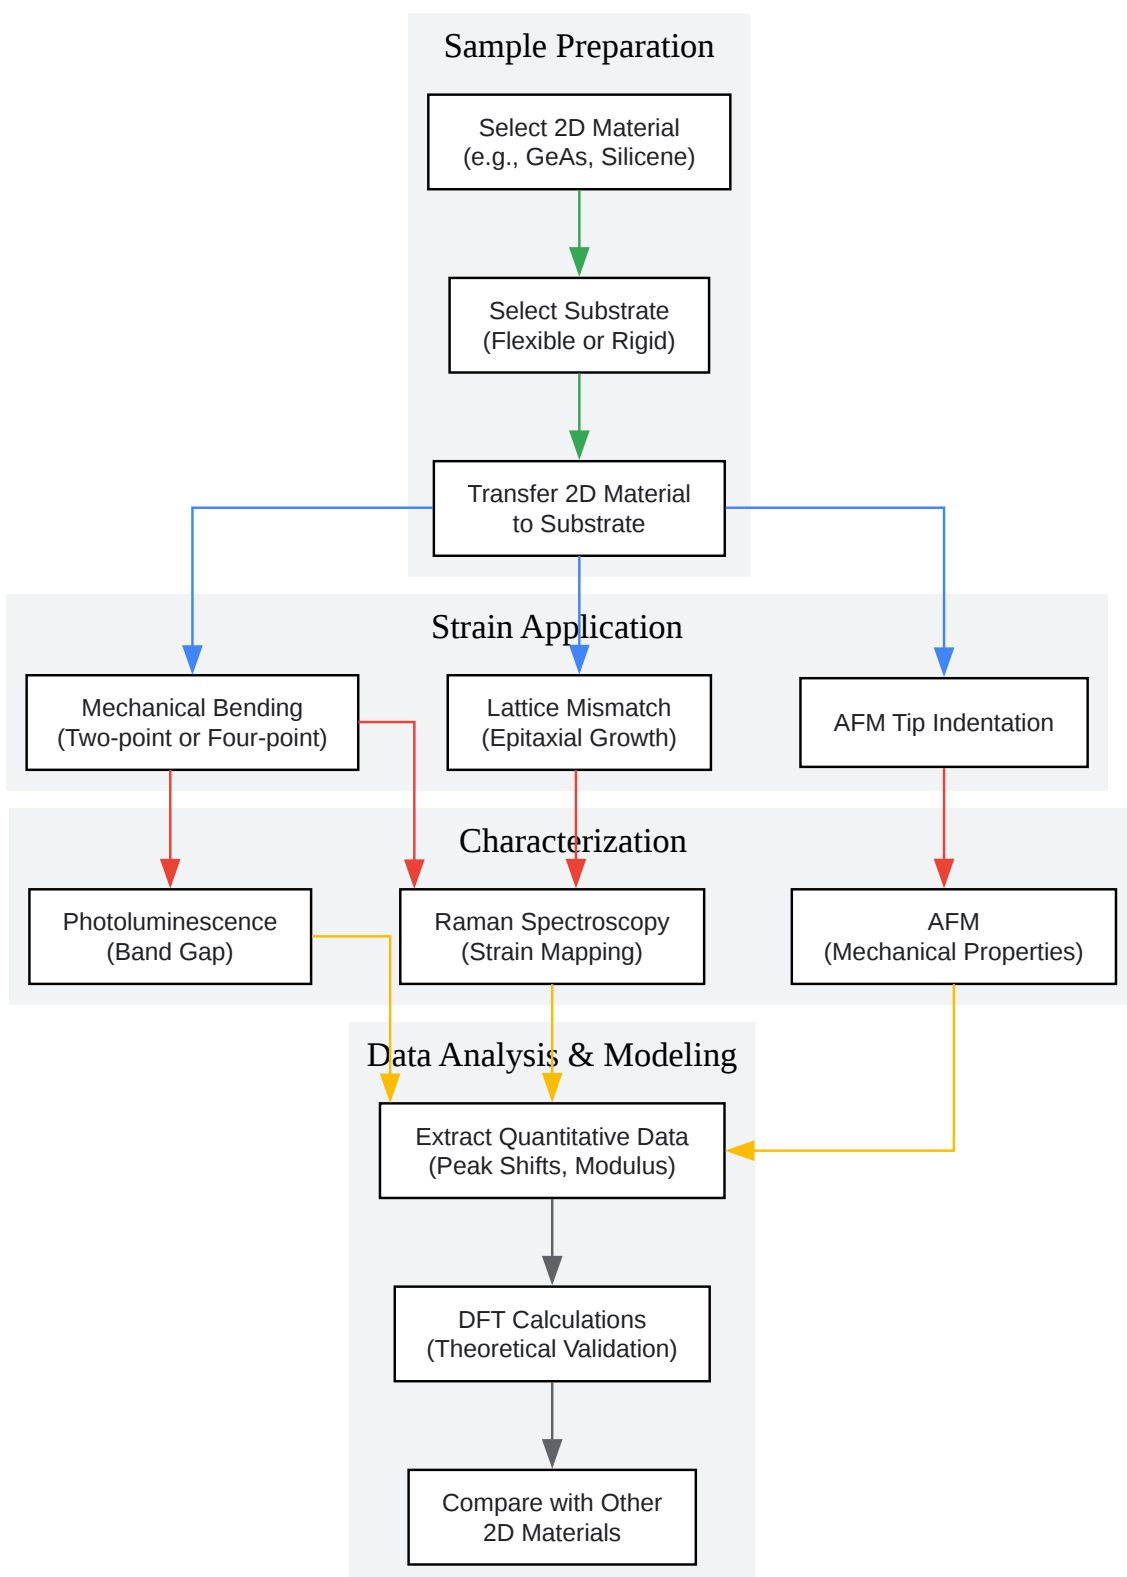 Sample Preparation
Select 2D Material
(e.g., GeAs, Silicene)
Select Substrate
(Flexible or Rigid)
Transfer 2D Material
to Substrate
Strain Application
Mechanical Bending
(Two-point or Four-point)
Lattice Mismatch
(Epitaxial Growth)
AFM Tip Indentation
Characterization
Photoluminescence
(Band Gap)
Raman Spectroscopy
(Strain Mapping)
AFM
(Mechanical Properties)
Data Analysis & Modeling
Extract Quantitative Data
(Peak Shifts, Modulus)
DFT Calculations
(Theoretical Validation)
Compare with Other
2D Materials